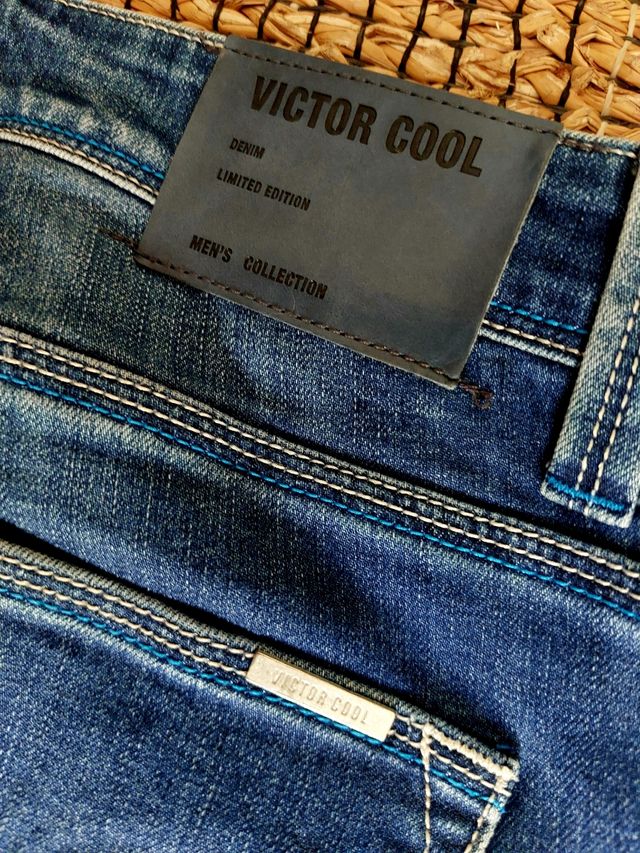 VICTOR COOL
DENIM
LIMITED EDITION
MEN'S COLLECTION
VICTOR COOL